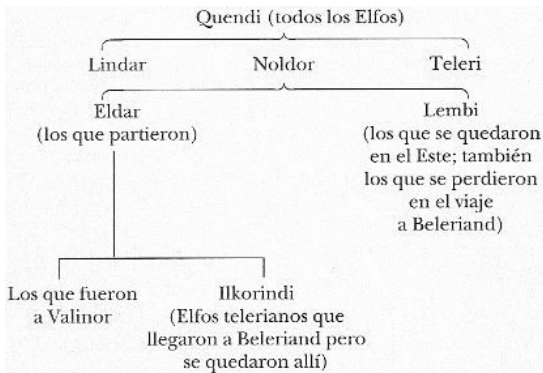 Quendi (todos los Elfos)
Lindar Noldor Teleri
Eldar
(los que partieron)
Lembi
(los que se quedaron
en el Este; también
los que se perdieron
en el viaje
a Beleriand)
Los que fueron
a Valinor
Ilkorindi
(Elfos telerianos que
llegaron a Beleriand pero
se quedaron allí)